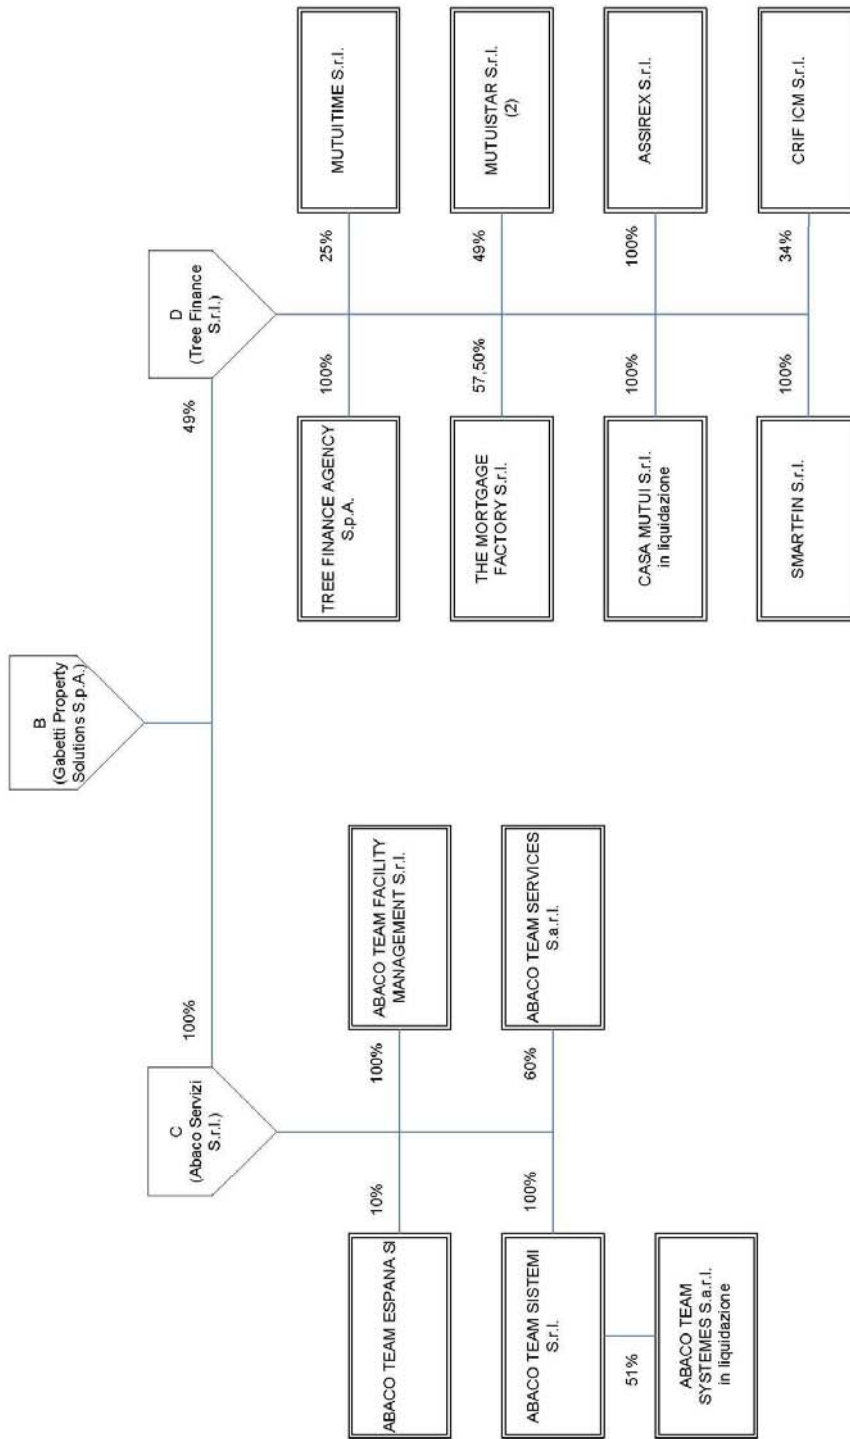 B
(Gabetti Property
Solutions S.p.A.)
100%
49%
C
(Abaco Servizi
S.r.l.)
D
(Tree Finance
S.r.l.)
ABACO TEAM ESPANA Sl
10%
100%
ABACO TEAM FACILITY
MANAGEMENT S.r.l.
TREE FINANCE AGENCY
S.p.A.
100%
25%
MUTUITIME S.r.l.
ABACO TEAM SISTEMI
S.r.l.
100%
60%
ABACO TEAM SERVICES
S.a.r.l.
THE MORTGAGE
FACTORY S.r.l.
57,50%
49%
MUTUISTAR S.r.l.
(2)
51%
ABACO TEAM
SYSTEMES S.a.r.l.
in liquidazione
CASA MUTUI S.r.l.
in liquidazione
100%
100%
ASSIREX S.r.l.
SMARTFIN S.r.l.
100%
34%
CRIF ICM S.r.l.